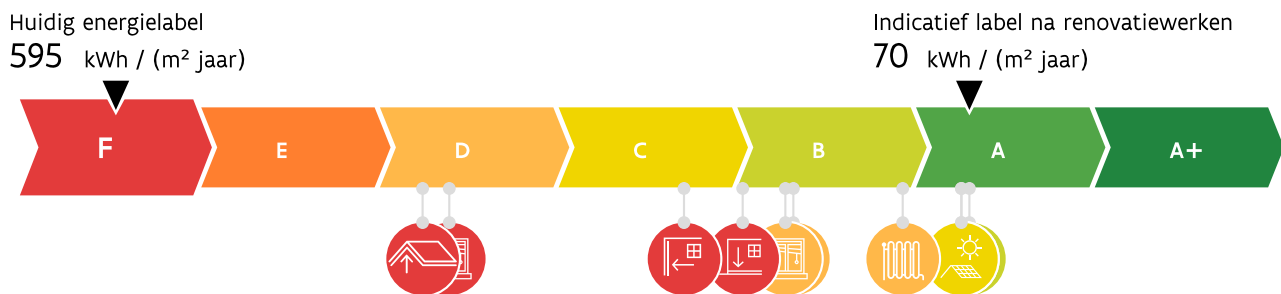 Huidig energielabel
595 kWh / (m² jaar)
Indicatief label na renovatiewerken
70 kWh / (m² jaar)
F E D C B A A+